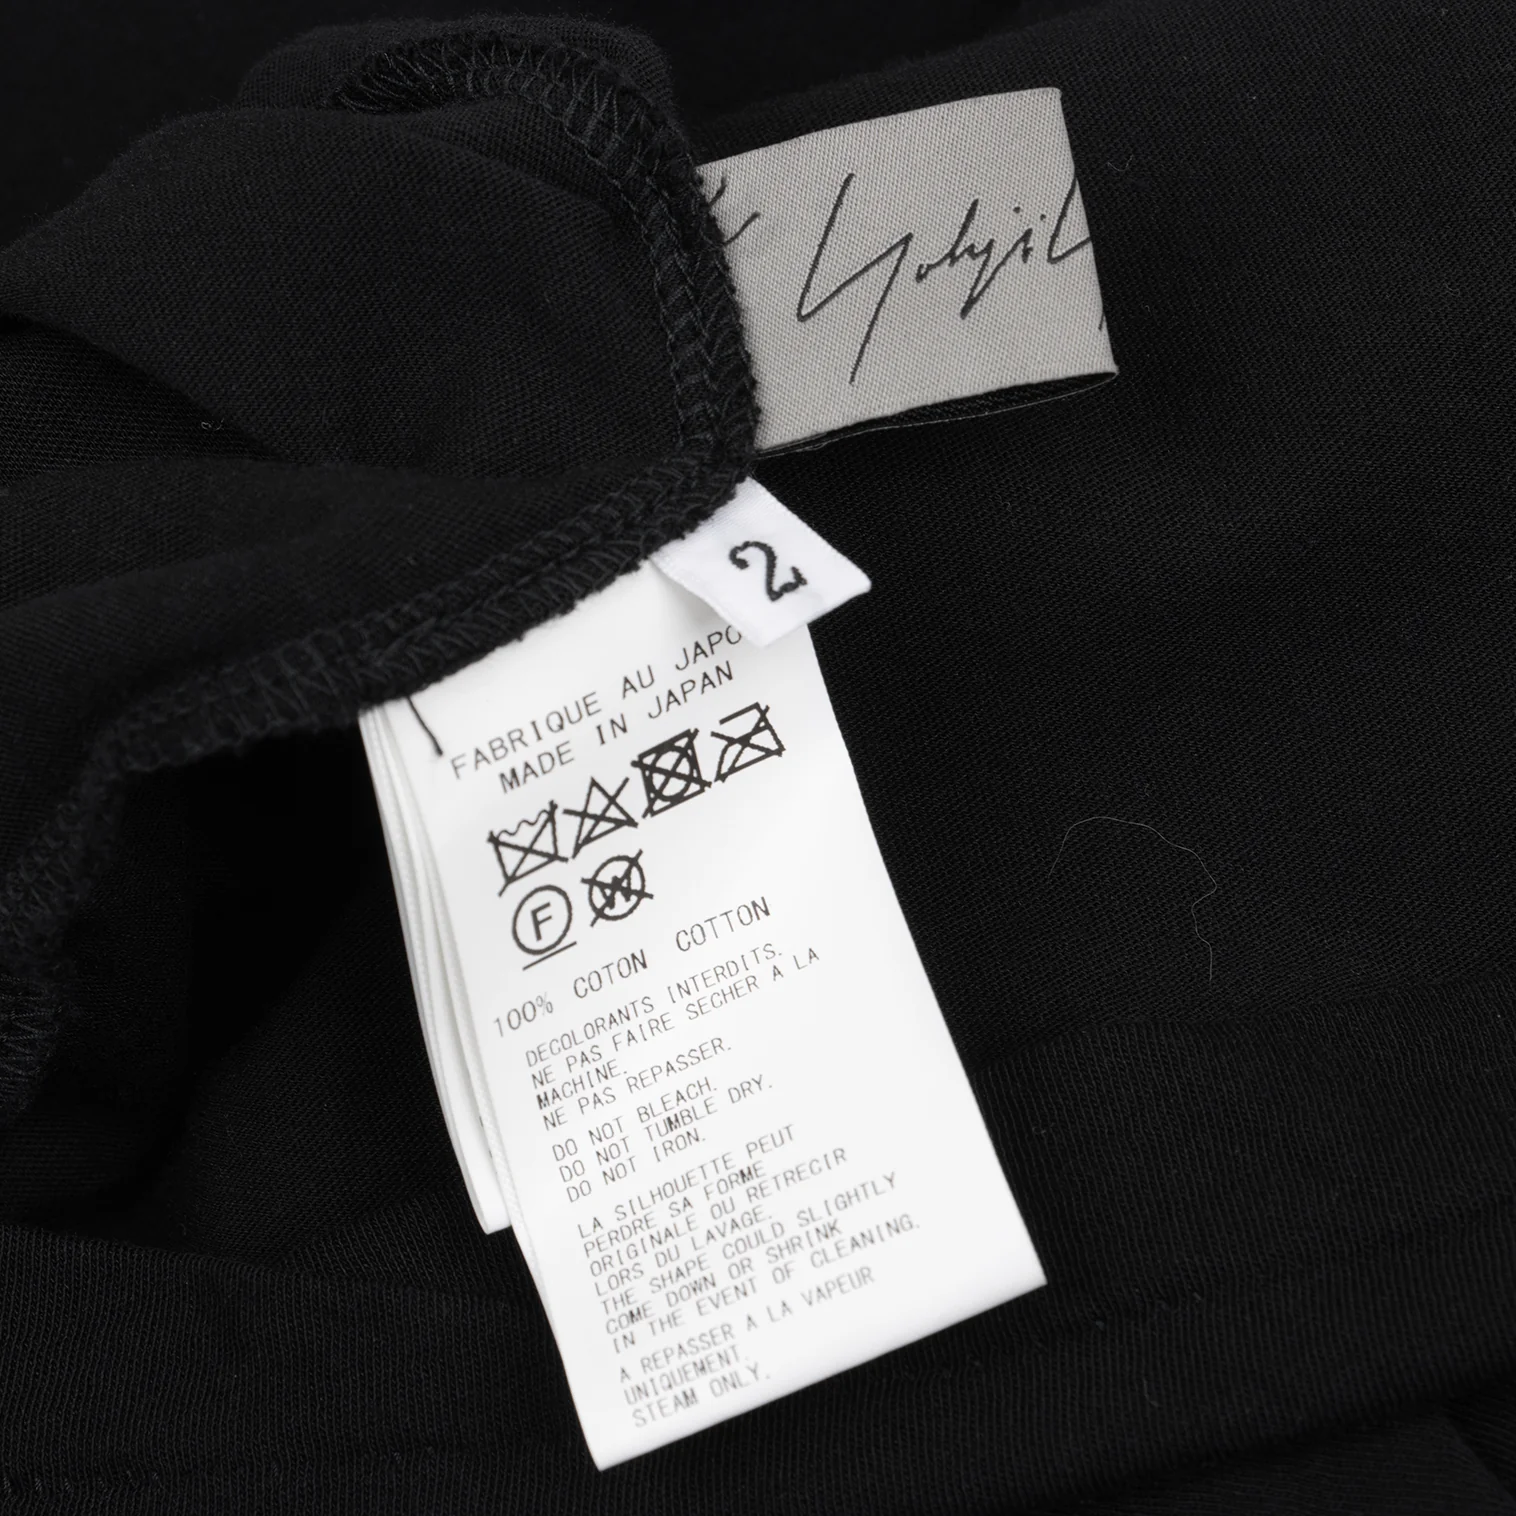 Yohji Y
2
FABRIQUE AU JAPO
MADE IN JAPAN
F W
100% COTON COTTON
DECOLORANTS INTERDITS.
NE PAS FAIRE SECHER A LA
MACHINE.
NE PAS REPASSER.
DO NOT BLEACH.
DO NOT TUMBLE DRY.
DO NOT IRON.
LA SILHOUETTE PEUT
PERDRE SA FORME
ORIGINALE OU RETRECIR
LORS DU LAVAGE.
THE SHAPE COULD SLIGHTLY
COME DOWN OR SHRINK
IN THE EVENT OF CLEANING.
A REPASSER A LA VAPEUR
UNIQUEMENT.
STEAM ONLY.